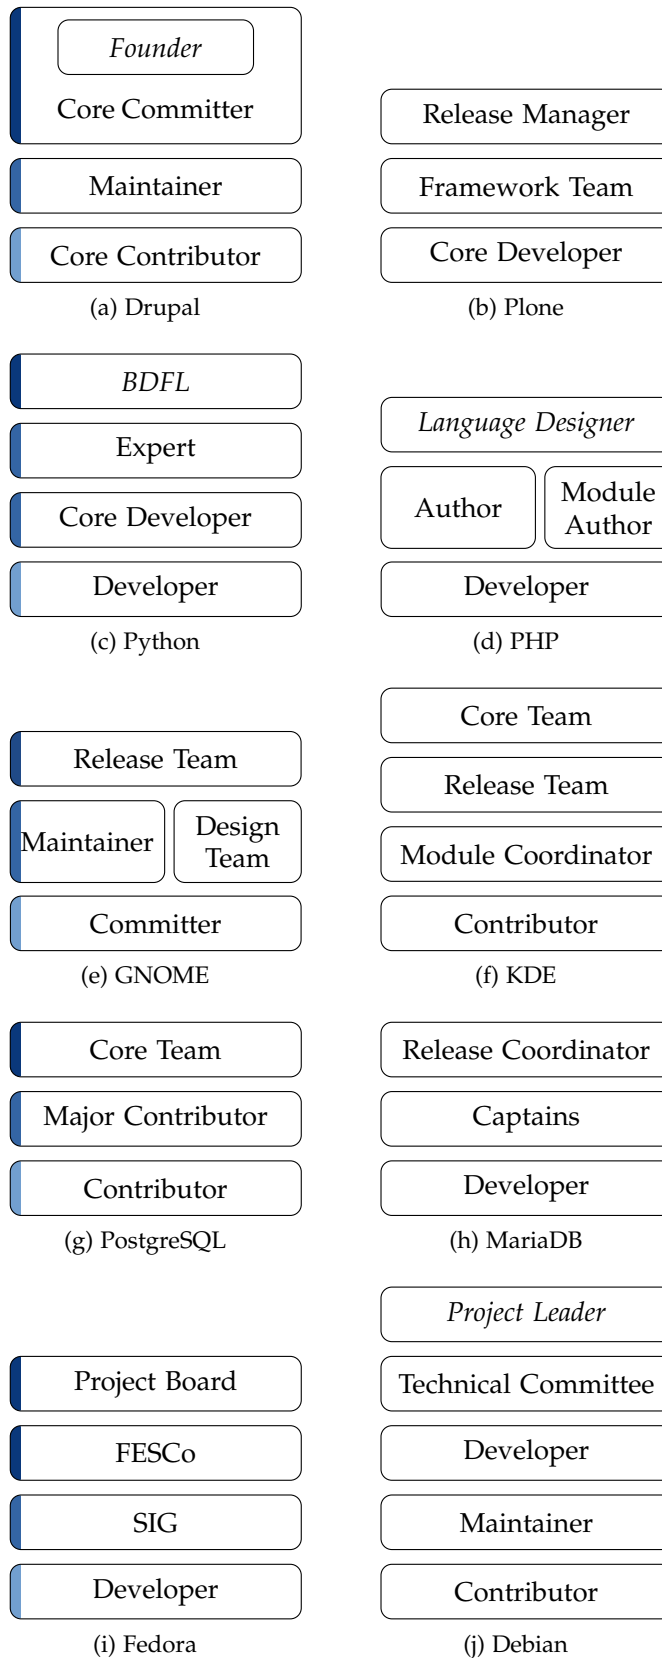 Founder
Core Committer
Maintainer
Core Contributor
(a) Drupal
Release Manager
Framework Team
Core Developer
(b) Plone
BDFL
Expert
Core Developer
Developer
(c) Python
Language Designer
Author
Module
Author
Developer
(d) PHP
Release Team
Maintainer
Design
Team
Committer
(e) GNOME
Core Team
Release Team
Module Coordinator
Contributor
(f) KDE
Core Team
Major Contributor
Contributor
(g) PostgreSQL
Release Coordinator
Captains
Developer
(h) MariaDB
Project Board
FESCo
SIG
Developer
(i) Fedora
Project Leader
Technical Committee
Developer
Maintainer
Contributor
(j) Debian